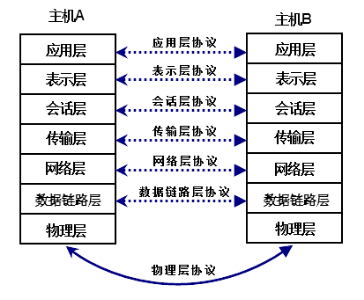 主机A
主机B
应用层
应用层协议
应用层
表示层
表示层协议
表示层
会话层
会话层协议
会话层
传输层
传输层协议
传输层
网络层
网络层协议
网络层
数据链路层
数据链路层协议
数据链路层
物理层
物理层
物理层协议